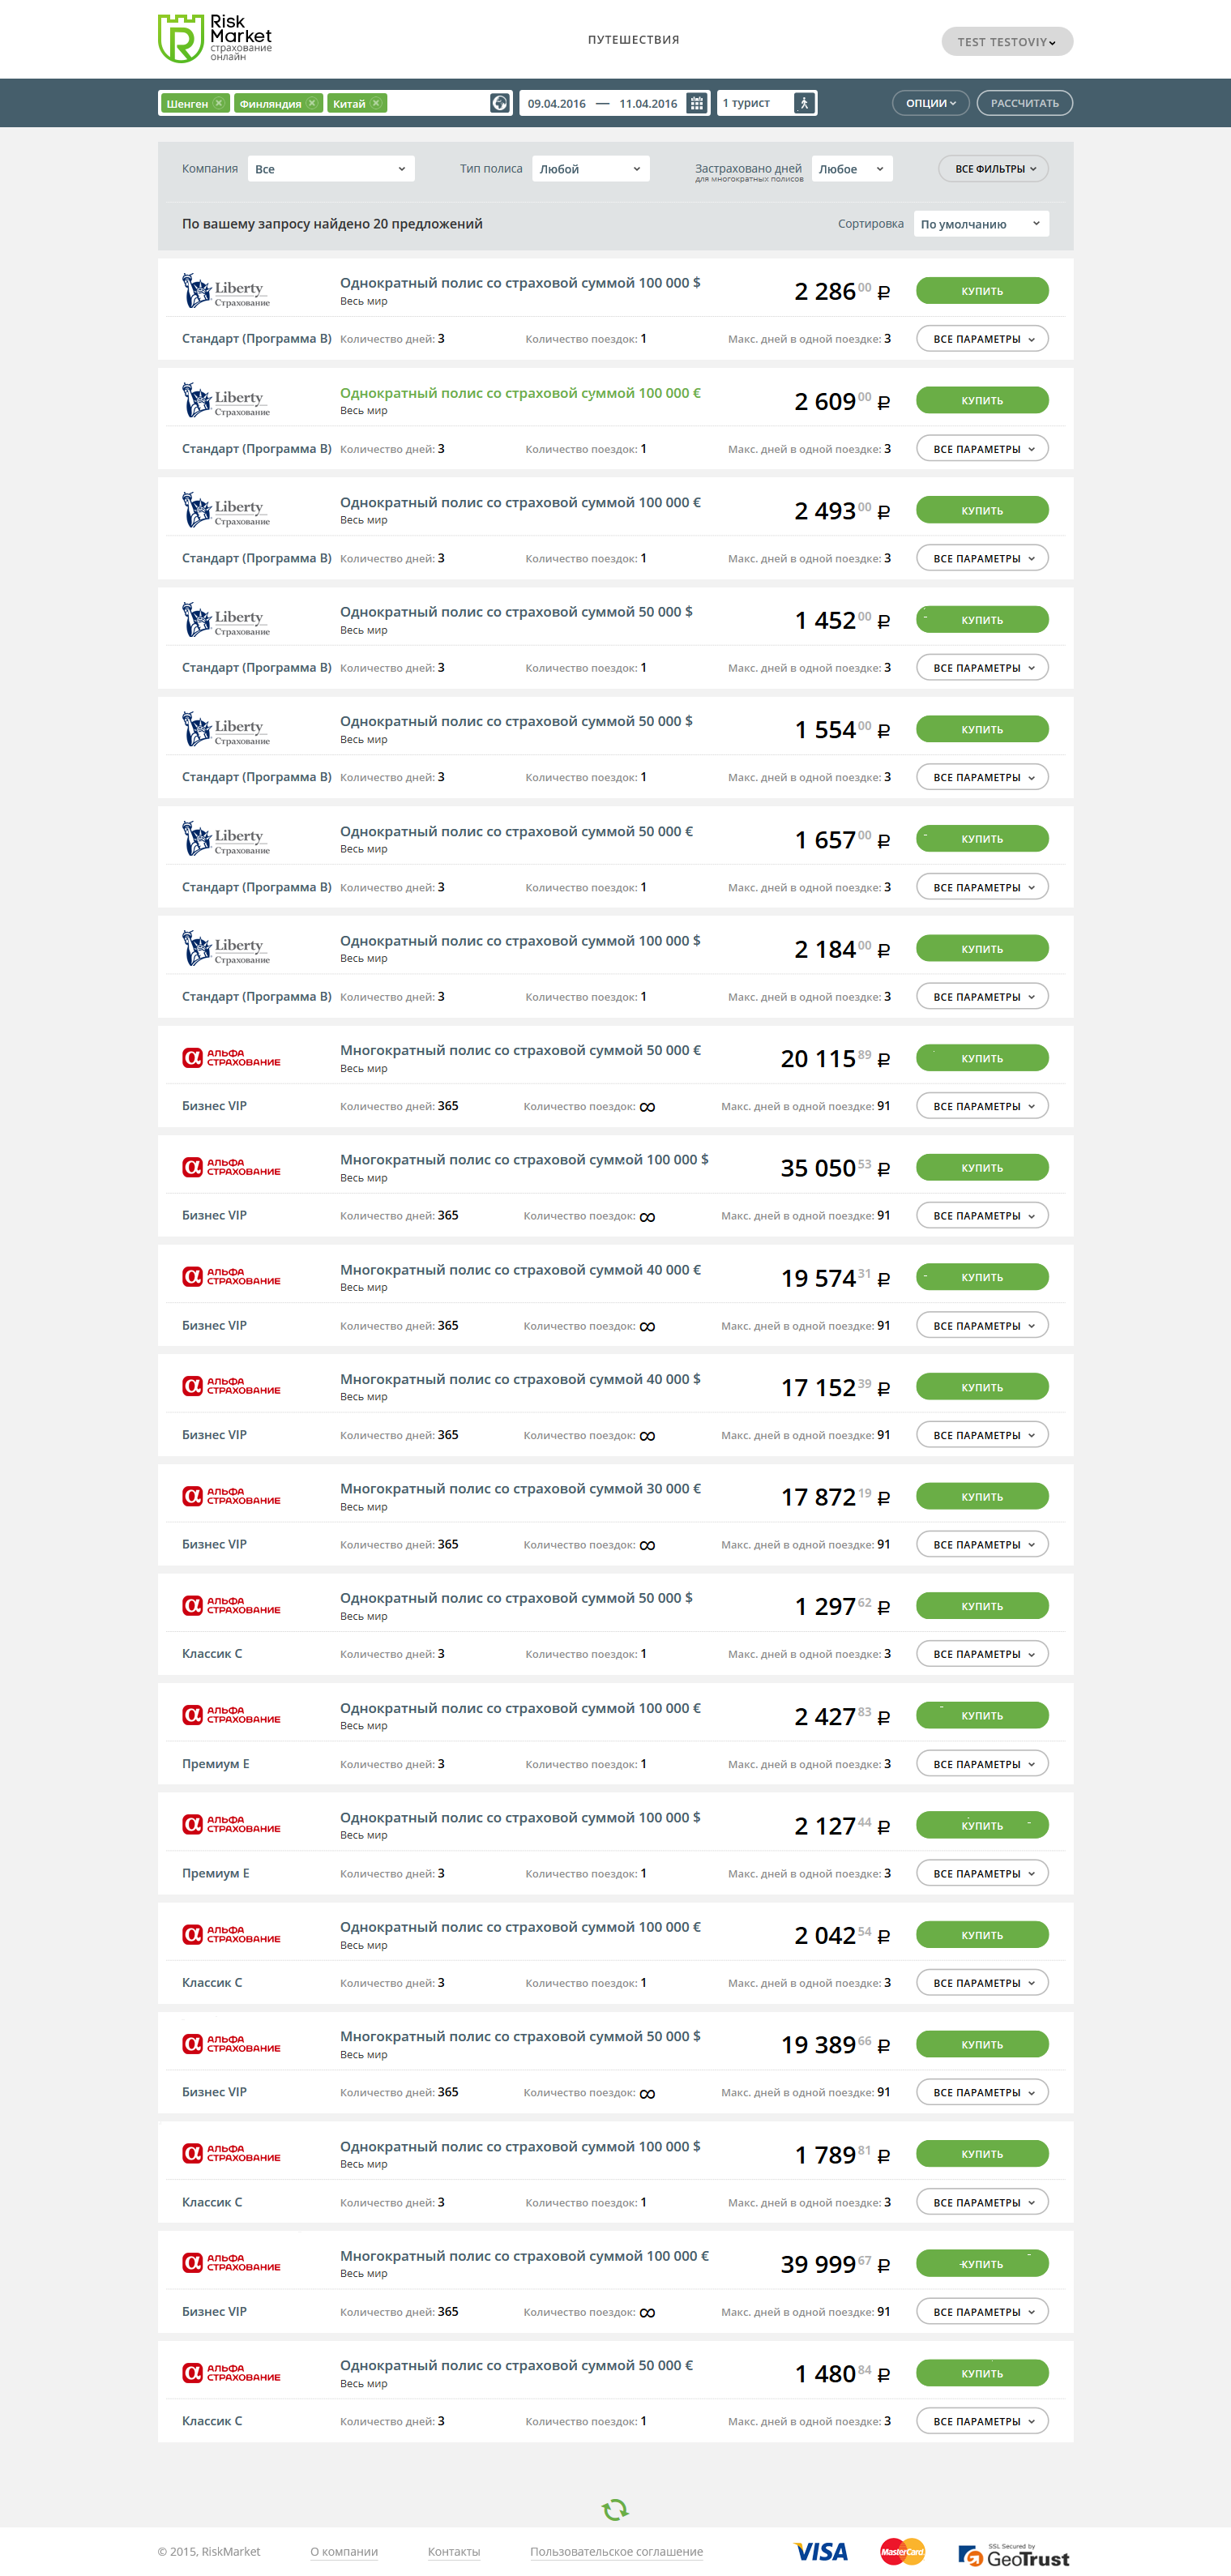 Risk
Market
страхование
онлайн
ПУТЕШЕСТВИЯ
TEST TESTOVIY
Шенген Финляндия Китай 09.04.2016 — 11.04.2016 1 турист ОПЦИИ РАССЧИТАТЬ
Компания Все Тип полиса Любой Застраховано дней Любое ВСЕ ФИЛЬТРЫ
для многократных полисов
По вашему запросу найдено 20 предложений Сортировка По умолчанию
Liberty Страхование Однократный полис со страховой суммой 100 000 $ 2 286 00 ₽ КУПИТЬ
Весь мир
Стандарт (Программа B) Количество дней: 3 Количество поездок: 1 Макс. дней в одной поездке: 3 ВСЕ ПАРАМЕТРЫ
Liberty Страхование Однократный полис со страховой суммой 100 000 € 2 609 00 ₽ КУПИТЬ
Весь мир
Стандарт (Программа B) Количество дней: 3 Количество поездок: 1 Макс. дней в одной поездке: 3 ВСЕ ПАРАМЕТРЫ
Liberty Страхование Однократный полис со страховой суммой 100 000 € 2 493 00 ₽ КУПИТЬ
Весь мир
Стандарт (Программа B) Количество дней: 3 Количество поездок: 1 Макс. дней в одной поездке: 3 ВСЕ ПАРАМЕТРЫ
Liberty Страхование Однократный полис со страховой суммой 50 000 $ 1 452 00 ₽ КУПИТЬ
Весь мир
Стандарт (Программа B) Количество дней: 3 Количество поездок: 1 Макс. дней в одной поездке: 3 ВСЕ ПАРАМЕТРЫ
Liberty Страхование Однократный полис со страховой суммой 50 000 $ 1 554 00 ₽ КУПИТЬ
Весь мир
Стандарт (Программа B) Количество дней: 3 Количество поездок: 1 Макс. дней в одной поездке: 3 ВСЕ ПАРАМЕТРЫ
Liberty Страхование Однократный полис со страховой суммой 50 000 € 1 657 00 ₽ КУПИТЬ
Весь мир
Стандарт (Программа B) Количество дней: 3 Количество поездок: 1 Макс. дней в одной поездке: 3 ВСЕ ПАРАМЕТРЫ
Liberty Страхование Однократный полис со страховой суммой 100 000 $ 2 184 00 ₽ КУПИТЬ
Весь мир
Стандарт (Программа B) Количество дней: 3 Количество поездок: 1 Макс. дней в одной поездке: 3 ВСЕ ПАРАМЕТРЫ
АЛЬФА СТРАХОВАНИЕ Многократный полис со страховой суммой 50 000 € 20 115 89 ₽ КУПИТЬ
Весь мир
Бизнес VIP Количество дней: 365 Количество поездок: ∞ Макс. дней в одной поездке: 91 ВСЕ ПАРАМЕТРЫ
АЛЬФА СТРАХОВАНИЕ Многократный полис со страховой суммой 100 000 $ 35 050 53 ₽ КУПИТЬ
Весь мир
Бизнес VIP Количество дней: 365 Количество поездок: ∞ Макс. дней в одной поездке: 91 ВСЕ ПАРАМЕТРЫ
АЛЬФА СТРАХОВАНИЕ Многократный полис со страховой суммой 40 000 € 19 574 31 ₽ КУПИТЬ
Весь мир
Бизнес VIP Количество дней: 365 Количество поездок: ∞ Макс. дней в одной поездке: 91 ВСЕ ПАРАМЕТРЫ
АЛЬФА СТРАХОВАНИЕ Многократный полис со страховой суммой 40 000 $ 17 152 39 ₽ КУПИТЬ
Весь мир
Бизнес VIP Количество дней: 365 Количество поездок: ∞ Макс. дней в одной поездке: 91 ВСЕ ПАРАМЕТРЫ
АЛЬФА СТРАХОВАНИЕ Многократный полис со страховой суммой 30 000 € 17 872 19 ₽ КУПИТЬ
Весь мир
Бизнес VIP Количество дней: 365 Количество поездок: ∞ Макс. дней в одной поездке: 91 ВСЕ ПАРАМЕТРЫ
АЛЬФА СТРАХОВАНИЕ Однократный полис со страховой суммой 50 000 $ 1 297 62 ₽ КУПИТЬ
Весь мир
Классик С Количество дней: 3 Количество поездок: 1 Макс. дней в одной поездке: 3 ВСЕ ПАРАМЕТРЫ
АЛЬФА СТРАХОВАНИЕ Однократный полис со страховой суммой 100 000 € 2 427 83 ₽ КУПИТЬ
Весь мир
Премиум Е Количество дней: 3 Количество поездок: 1 Макс. дней в одной поездке: 3 ВСЕ ПАРАМЕТРЫ
АЛЬФА СТРАХОВАНИЕ Однократный полис со страховой суммой 100 000 $ 2 127 44 ₽ КУПИТЬ
Весь мир
Премиум Е Количество дней: 3 Количество поездок: 1 Макс. дней в одной поездке: 3 ВСЕ ПАРАМЕТРЫ
АЛЬФА СТРАХОВАНИЕ Однократный полис со страховой суммой 100 000 € 2 042 54 ₽ КУПИТЬ
Весь мир
Классик С Количество дней: 3 Количество поездок: 1 Макс. дней в одной поездке: 3 ВСЕ ПАРАМЕТРЫ
АЛЬФА СТРАХОВАНИЕ Многократный полис со страховой суммой 50 000 $ 19 389 66 ₽ КУПИТЬ
Весь мир
Бизнес VIP Количество дней: 365 Количество поездок: ∞ Макс. дней в одной поездке: 91 ВСЕ ПАРАМЕТРЫ
АЛЬФА СТРАХОВАНИЕ Однократный полис со страховой суммой 100 000 $ 1 789 81 ₽ КУПИТЬ
Весь мир
Классик С Количество дней: 3 Количество поездок: 1 Макс. дней в одной поездке: 3 ВСЕ ПАРАМЕТРЫ
АЛЬФА СТРАХОВАНИЕ Многократный полис со страховой суммой 100 000 € 39 999 67 ₽ КУПИТЬ
Весь мир
Бизнес VIP Количество дней: 365 Количество поездок: ∞ Макс. дней в одной поездке: 91 ВСЕ ПАРАМЕТРЫ
АЛЬФА СТРАХОВАНИЕ Однократный полис со страховой суммой 50 000 € 1 480 84 ₽ КУПИТЬ
Весь мир
Классик С Количество дней: 3 Количество поездок: 1 Макс. дней в одной поездке: 3 ВСЕ ПАРАМЕТРЫ
© 2015, RiskMarket О компании Контакты Пользовательское соглашение VISA MasterCard SSL Secured by GeoTrust